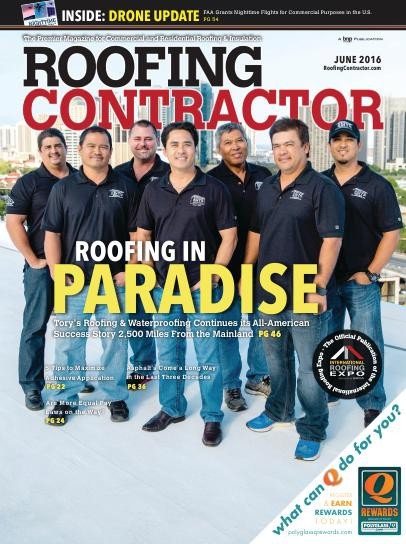 INSIDE: DRONE UPDATE
FAA Grants Nighttime Flights for Commercial Purposes in the U.S.
PG 54
The Premier Magazine for Commercial and Residential Roofing & Insulation
A bnp PUBLICATION
ROOFING
CONTRACTOR
JUNE 2016
RoofingContractor.com
ROOFING IN
PARADISE
Tory's Roofing & Waterproofing Continues its All-American
Success Story 2,500 Miles From the Mainland PG 46
5 Tips to Maximize
Adhesive Application
PG 22
Asphalt's Come a Long Way
in the Last Three Decades
PG 36
Are More Equal Pay
Laws on the Way?
PG 24
The Official Publication of the International Roofing Expo
INTERNATIONAL
ROOFING
EXPO
what can Q do for you?
REGISTER
& EARN
REWARDS
TODAY!
polyglassqrewards.com
Q
REWARDS
POLYGLASS